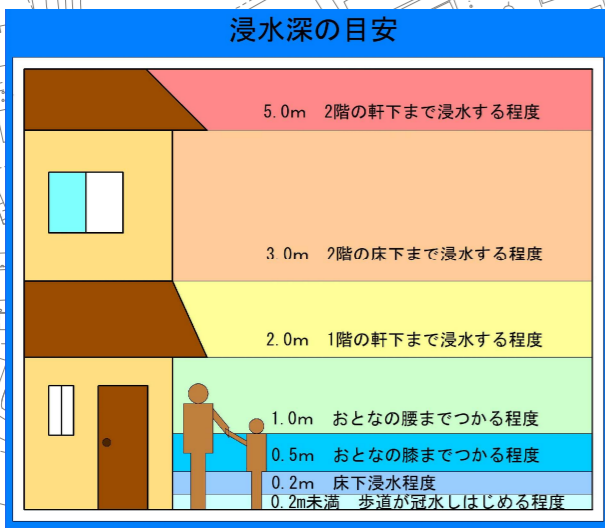 浸水深の目安
5.0m 2階の軒下まで浸水する程度
3.0m 2階の床下まで浸水する程度
2.0m 1階の軒下まで浸水する程度
1.0m おとなの腰までつかる程度
0.5m おとなの膝までつかる程度
0.2m 床下浸水程度
0.2m未満 歩道が冠水しはじめる程度